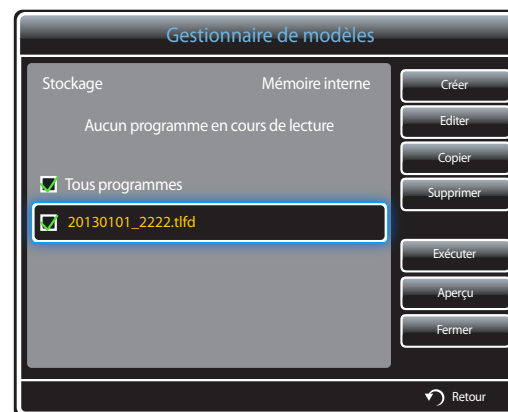 Gestionnaire de modèles
Stockage Mémoire interne
Aucun programme en cours de lecture
Tous programmes
20130101_2222.tlfd
Créer
Editer
Copier
Supprimer
Exécuter
Aperçu
Fermer
Retour